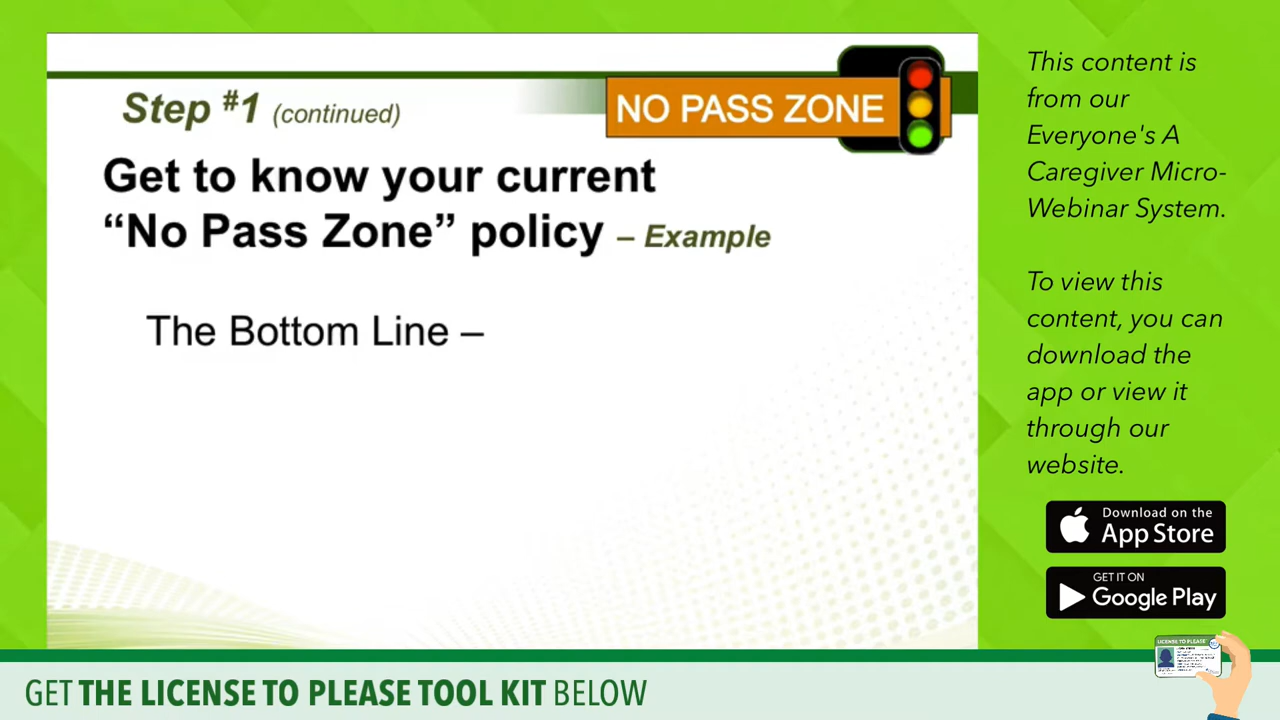 Step #1 (continued)
NO PASS ZONE
Get to know your current
“No Pass Zone” policy – Example
The Bottom Line –
This content is
from our
Everyone's A
Caregiver Micro-
Webinar System.
To view this
content, you can
download the
app or view it
through our
website.
Download on the
App Store
GET IT ON
Google Play
LICENSE TO PLEASE
GET THE LICENSE TO PLEASE TOOL KIT BELOW